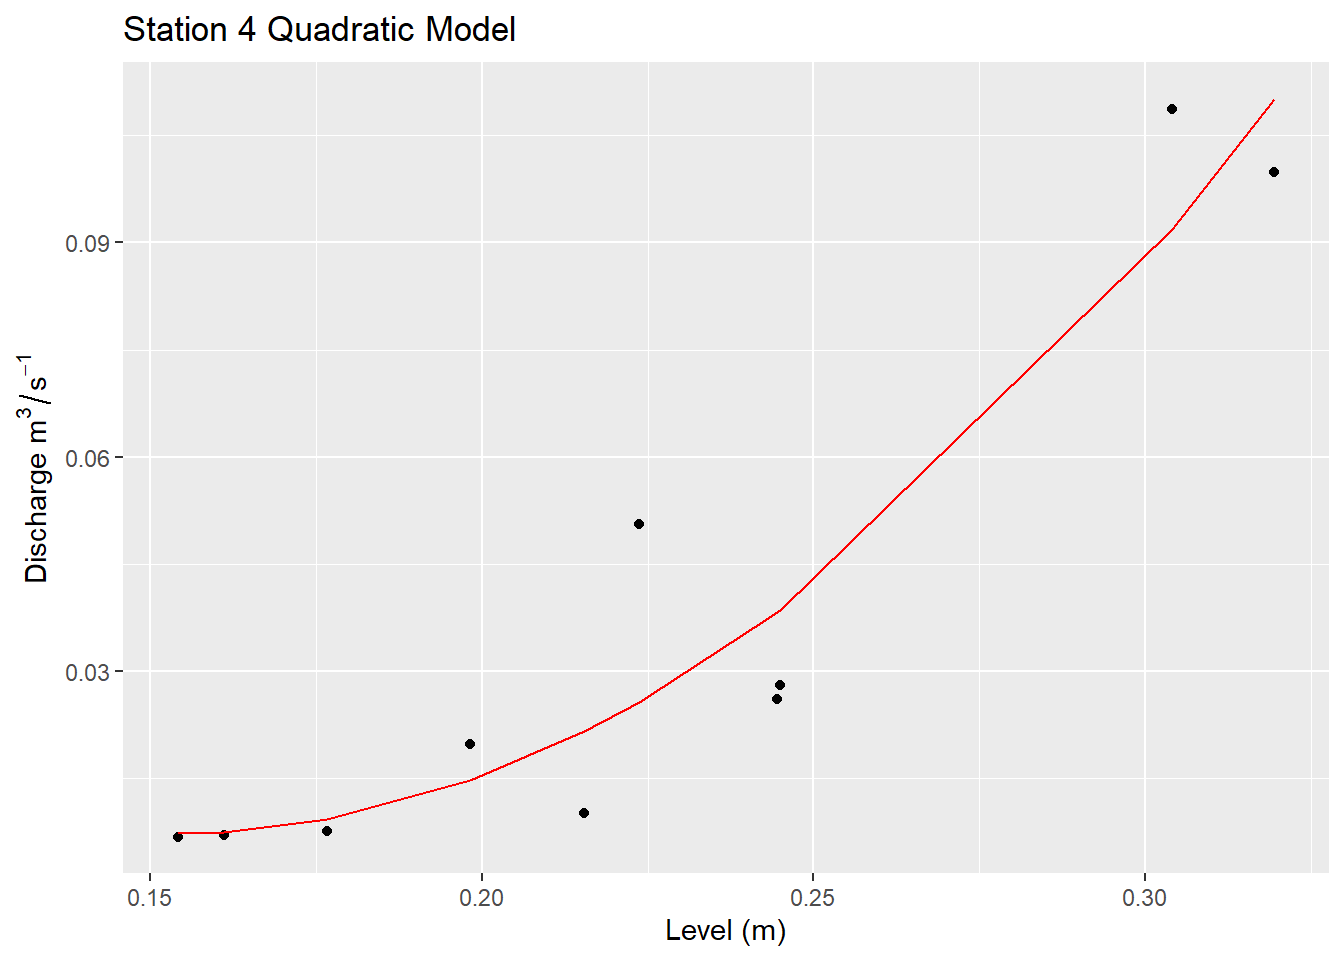 Station 4 Quadratic Model
Discharge m³/s⁻¹
0.09
0.06
0.03
0.15 0.20 0.25 0.30
Level (m)